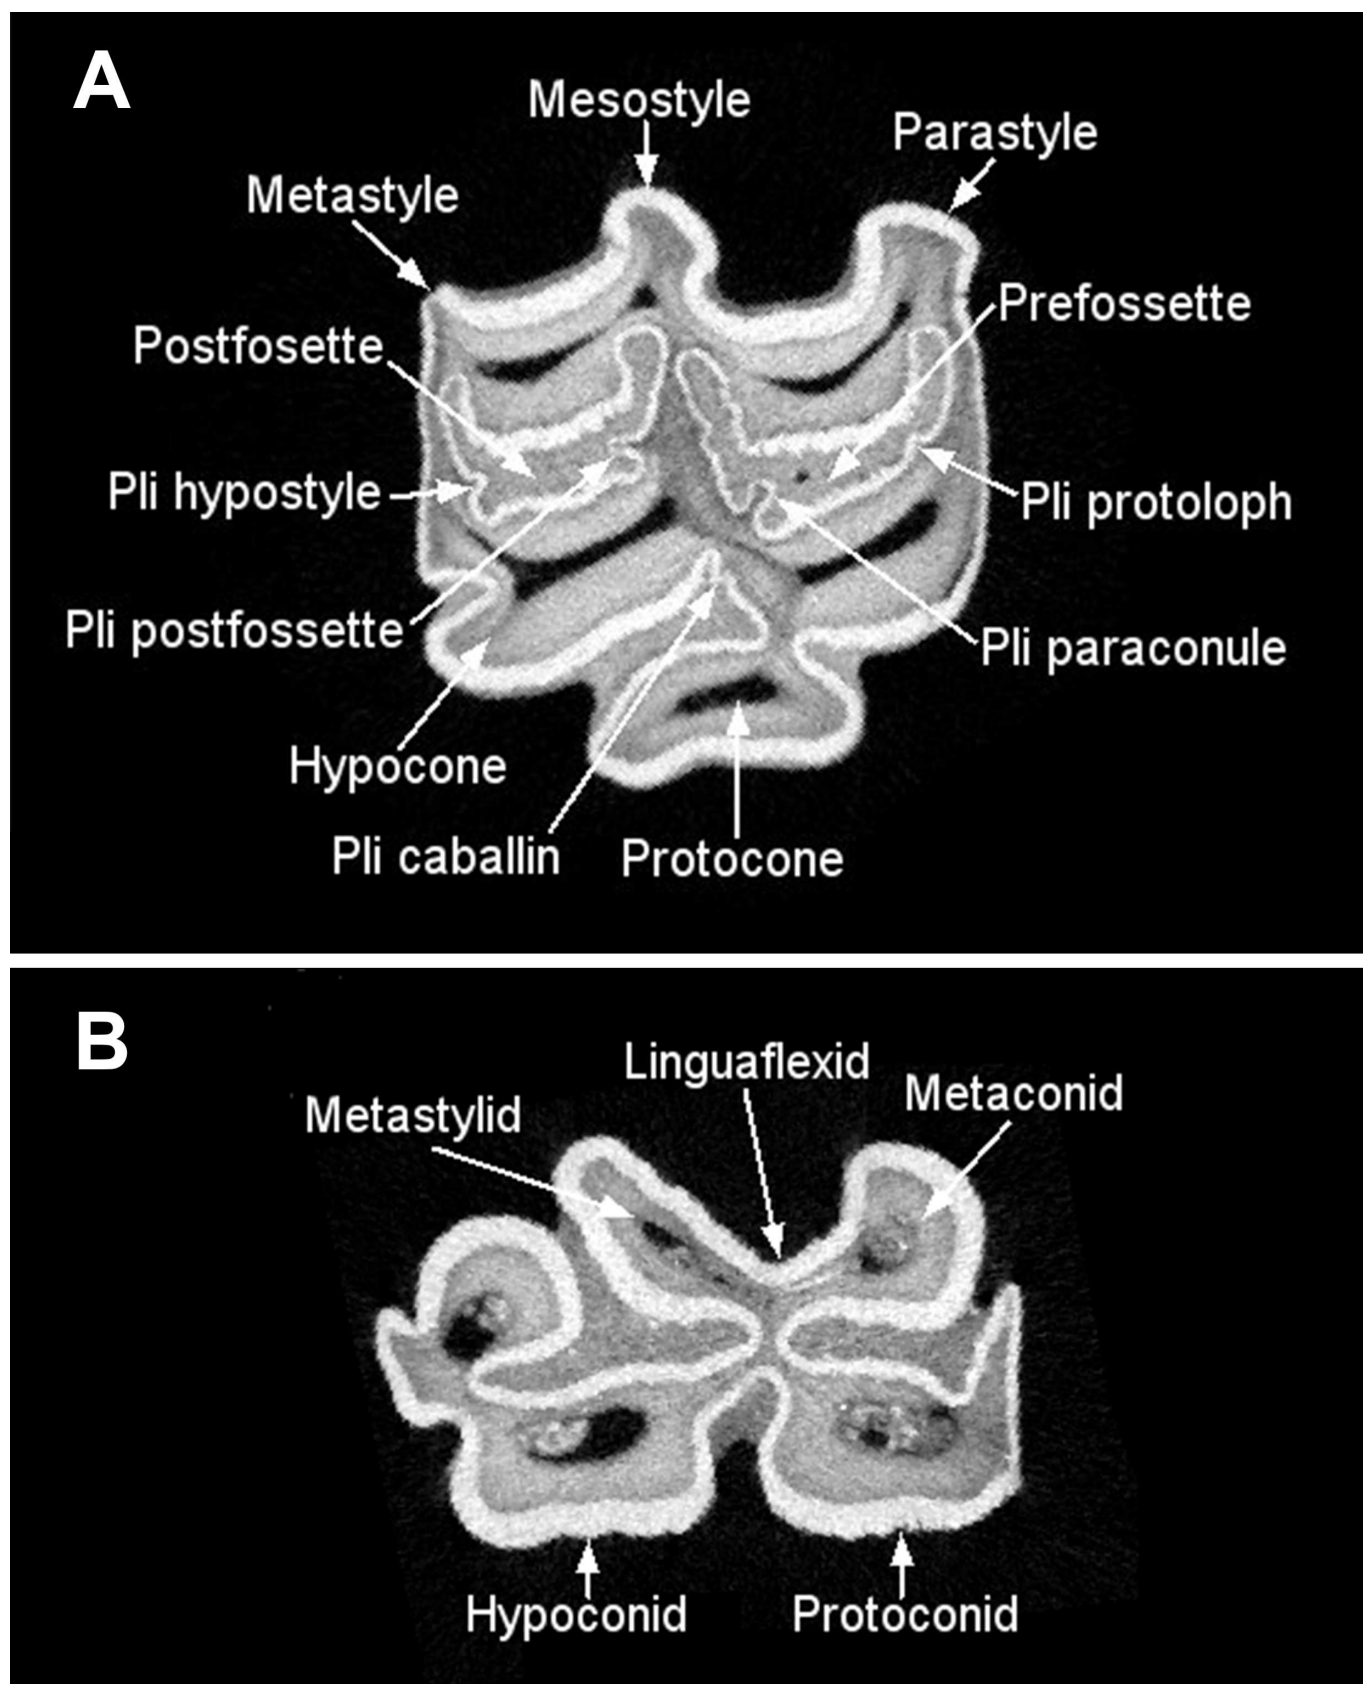 A
Mesostyle
Parastyle
Metastyle
Prefossette
Postfosette
Pli hypostyle
Pli protoloph
Pli postfossette
Pli paraconule
Hypocone
Pli caballin
Protocone
B
Linguaflexid
Metaconid
Metastylid
Hypoconid
Protoconid